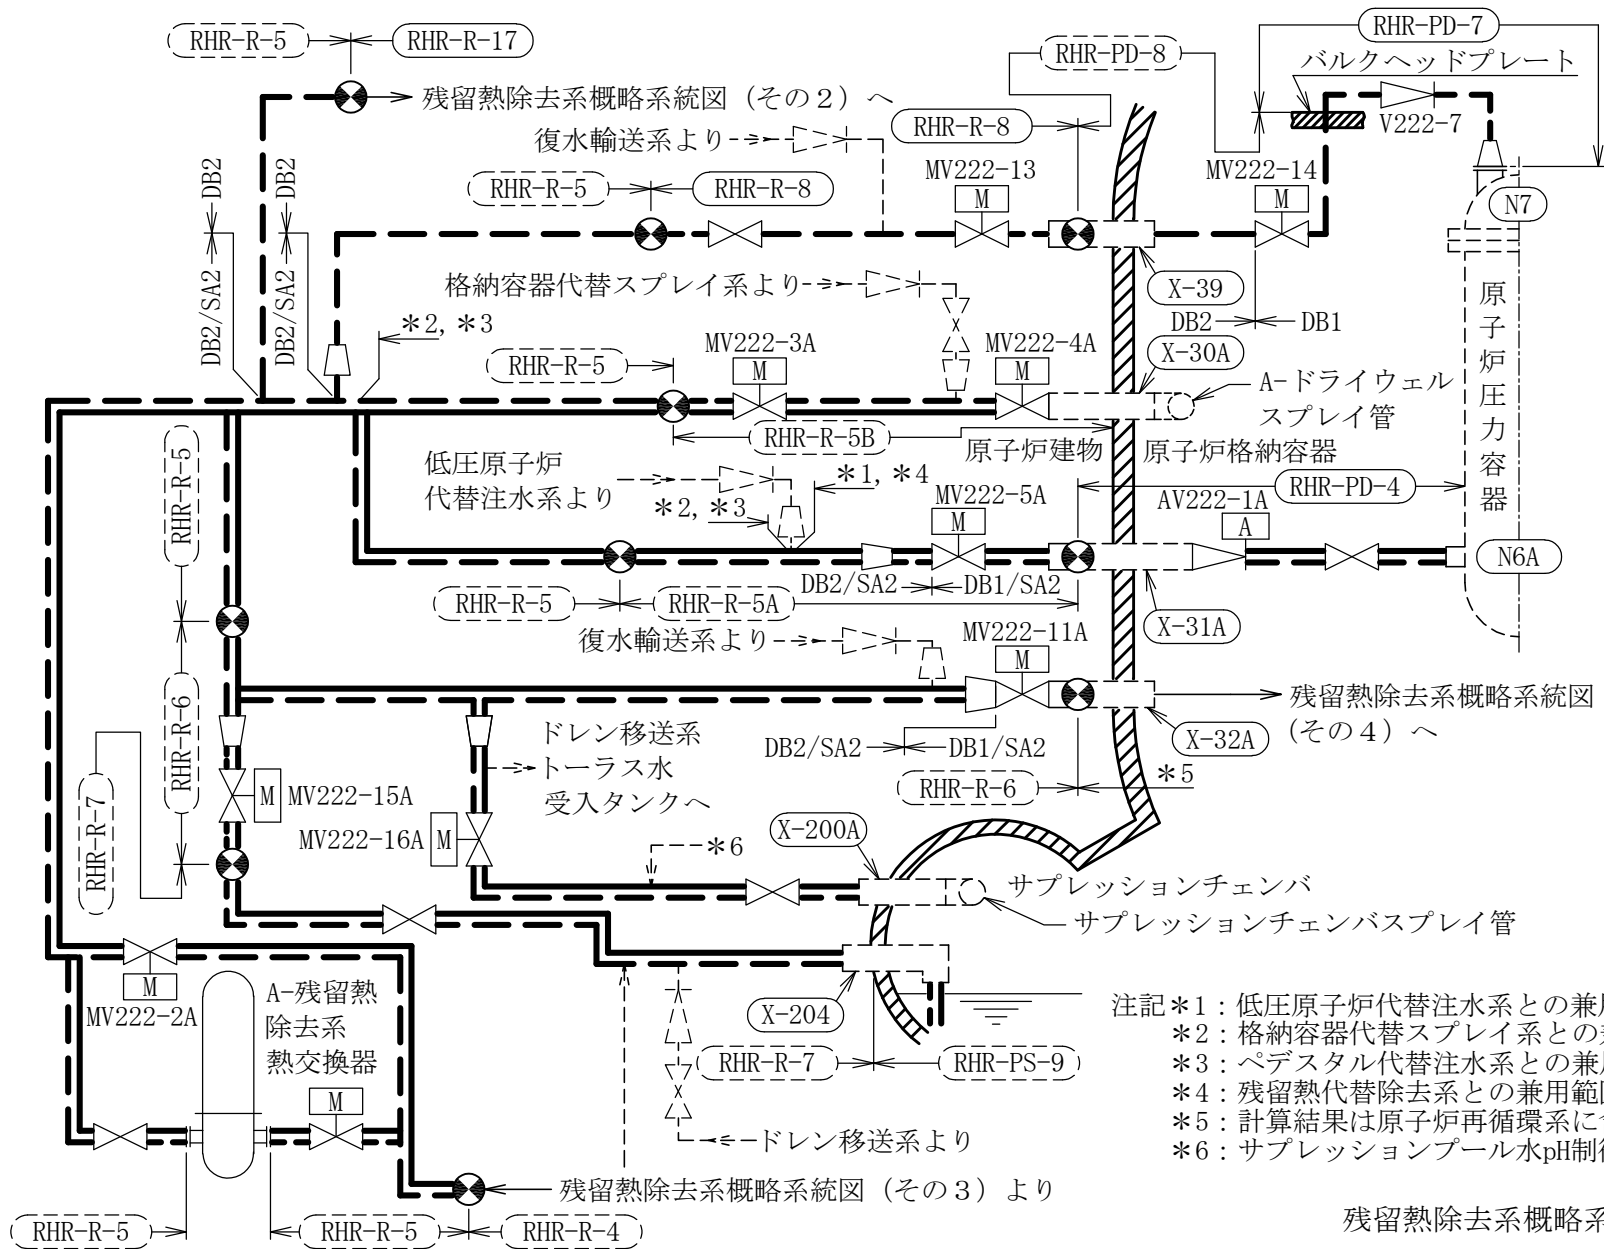 RHR-R-5
RHR-R-17
残留熱除去系概略系統図（その２）へ
RHR-PD-8
RHR-PD-7
バルクヘッドプレート
V222-7
復水輸送系より
RHR-R-8
RHR-R-5
RHR-R-8
MV222-13
M
MV222-14
M
N7
DB2
DB2/SA2
DB2
DB2/SA2
格納容器代替スプレイ系より
X-39
DB2
DB1
＊2, ＊3
RHR-R-5
MV222-3A
M
MV222-4A
M
X-30A
A-ドライウェル
スプレイ管
原子炉圧力容器
RHR-R-5B
原子炉建物
原子炉格納容器
RHR-R-5
低圧原子炉
代替注水系より
＊1, ＊4
＊2, ＊3
MV222-5A
M
RHR-PD-4
AV222-1A
A
N6A
DB2/SA2
DB1/SA2
RHR-R-5
RHR-R-5A
X-31A
復水輸送系より
MV222-11A
M
RHR-R-6
残留熱除去系概略系統図
（その４）へ
X-32A
DB2/SA2
DB1/SA2
RHR-R-6
＊5
ドレン移送系
トーラス水
受入タンクへ
RHR-R-7
M
MV222-15A
MV222-16A
M
X-200A
＊6
サプレッションチェンバ
サプレッションチェンバスプレイ管
M
MV222-2A
A-残留熱
除去系
熱交換器
M
X-204
RHR-R-7
RHR-PS-9
ドレン移送系より
残留熱除去系概略系統図（その３）より
RHR-R-5
RHR-R-5
RHR-R-4
注記＊1：低圧原子炉代替注水系との兼用
＊2：格納容器代替スプレイ系との
＊3：ペデスタル代替注水系との兼
＊4：残留熱代替除去系との兼用範囲
＊5：計算結果は原子炉再循環系に
＊6：サプレッションプール水pH制御
残留熱除去系概略系